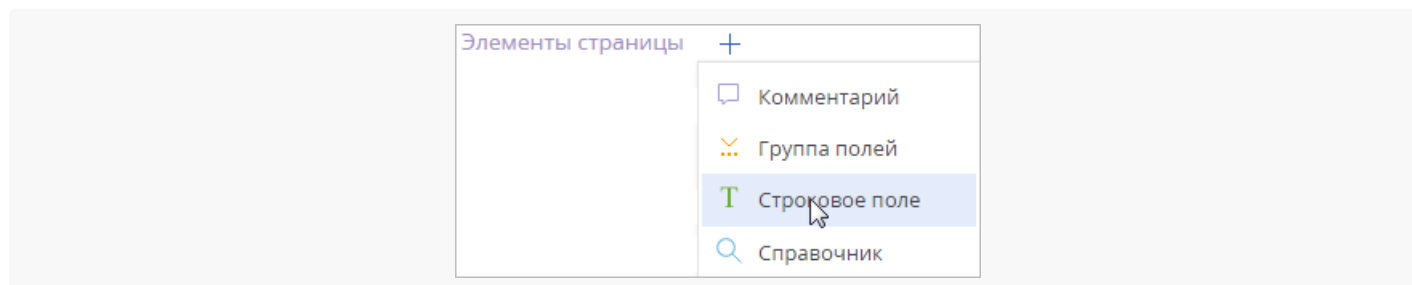 Элементы страницы +
Комментарий
Группа полей
T Строковое поле
Справочник